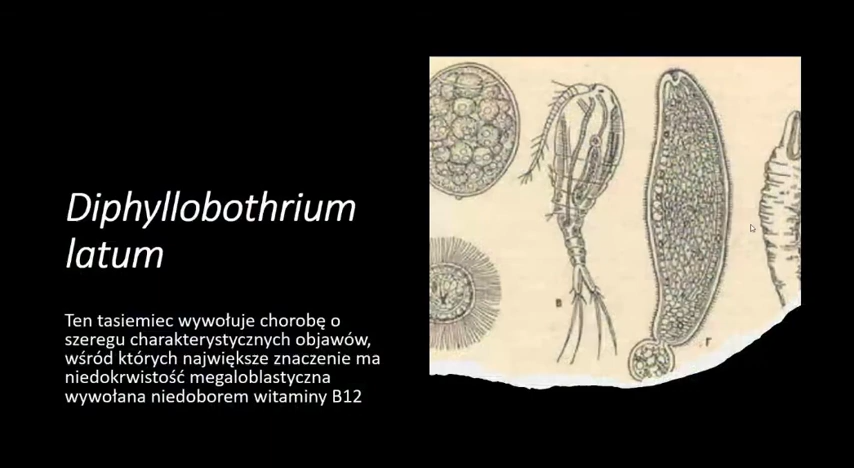 Diphyllobothrium
latum
Ten tasiemiec wywołuje chorobę o
szeregu charakterystycznych objawów,
wśród których największe znaczenie ma
niedokrwistość megaloblastyczna
wywołana niedoborem witaminy B12
в
Г